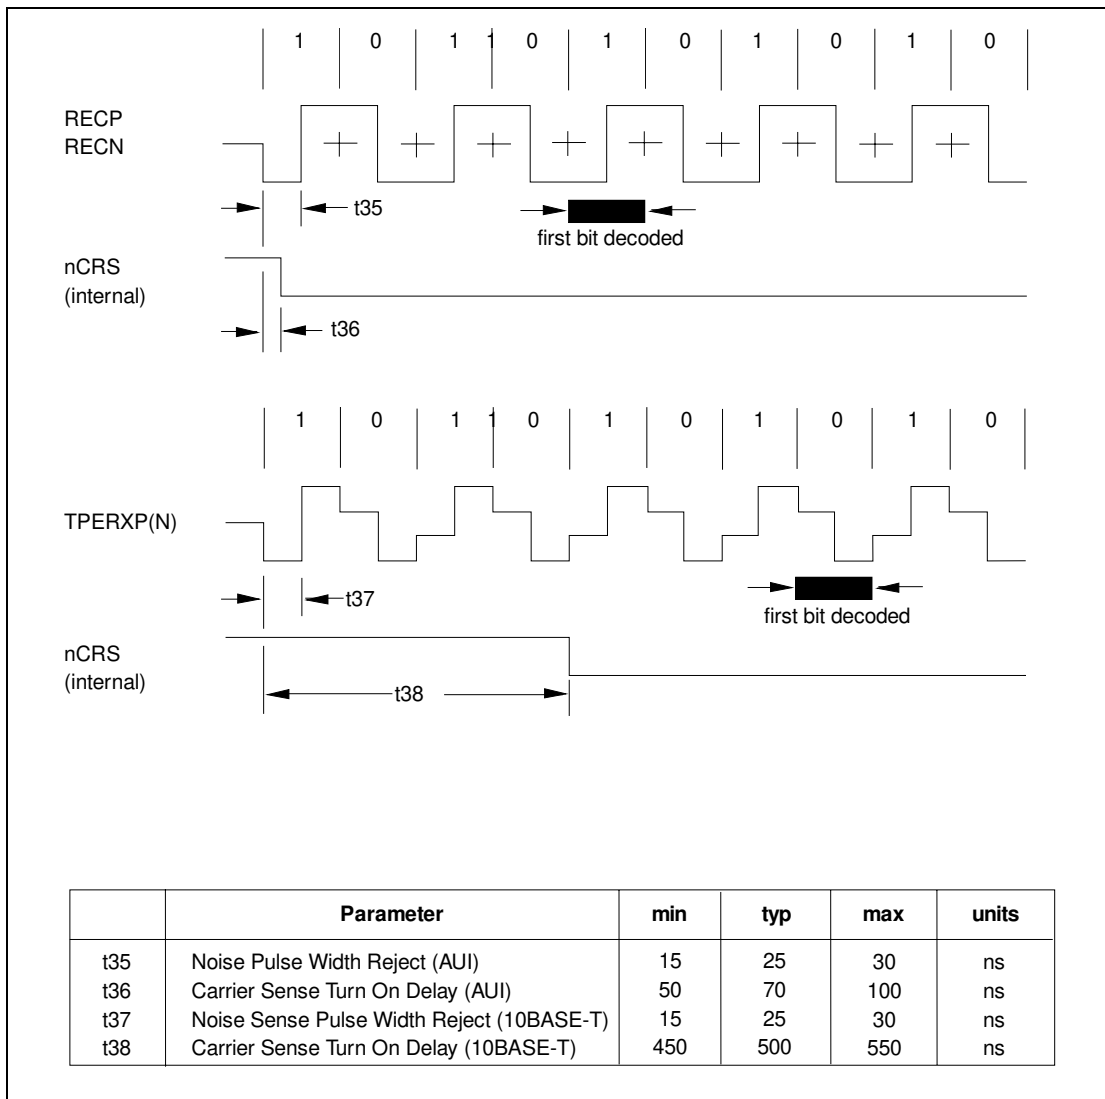 1 0 1 1 0 1 0 1 0 1 0
RECP
RECN
t35
first bit decoded
nCRS
(internal)
t36
1 0 1 1 0 1 0 1 0 1 0
TPERXP(N)
t37
first bit decoded
nCRS
(internal)
t38
Parameter min typ max units
t35 Noise Pulse Width Reject (AUI) 15 25 30 ns
t36 Carrier Sense Turn On Delay (AUI) 50 70 100 ns
t37 Noise Sense Pulse Width Reject (10BASE-T) 15 25 30 ns
t38 Carrier Sense Turn On Delay (10BASE-T) 450 500 550 ns